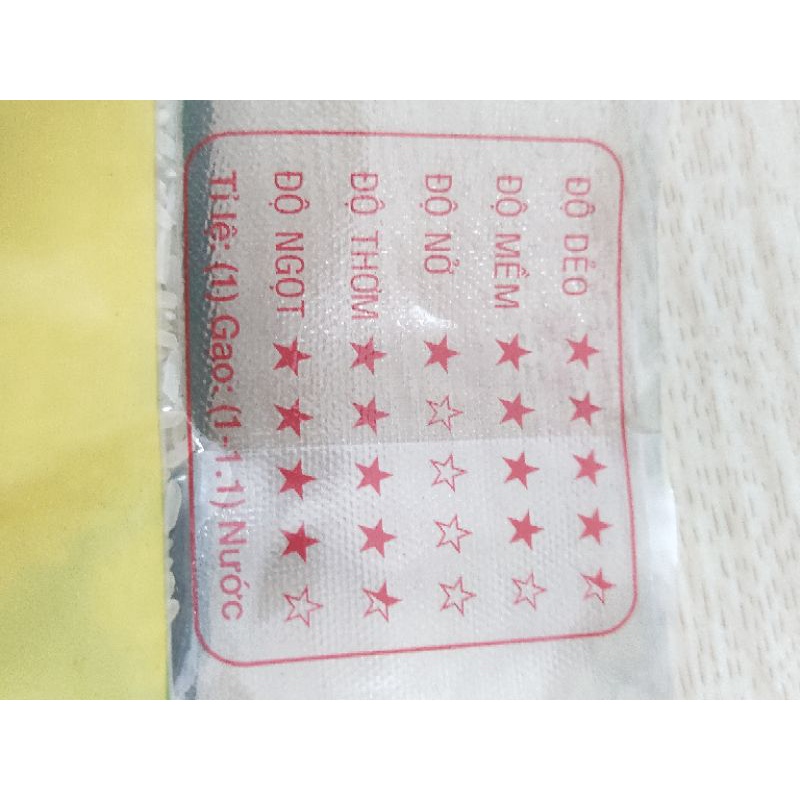 ĐỘ DẺO
ĐỘ MỀM
ĐỘ NỞ
ĐỘ THƠM
ĐỘ NGỌT
Tỉ lệ: (1) Gạo: (1-1.1) Nước